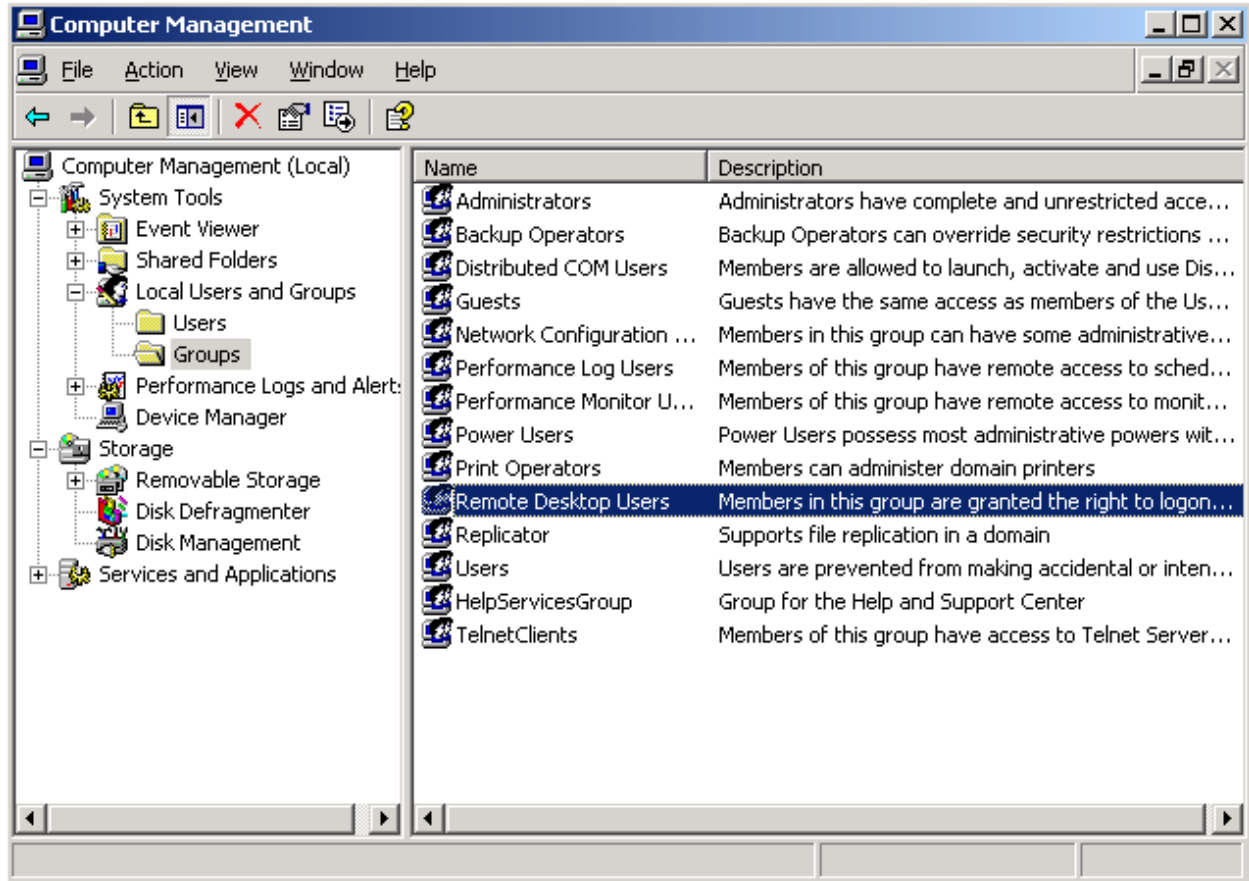 Computer Management
File Action View Window Help
Computer Management (Local)
System Tools
Event Viewer
Shared Folders
Local Users and Groups
Users
Groups
Performance Logs and Alert:
Device Manager
Storage
Removable Storage
Disk Defragmenter
Disk Management
Services and Applications
Name Description
Administrators Administrators have complete and unrestricted acce...
Backup Operators Backup Operators can override security restrictions ...
Distributed COM Users Members are allowed to launch, activate and use Dis...
Guests Guests have the same access as members of the Us...
Network Configuration ... Members in this group can have some administrative...
Performance Log Users Members of this group have remote access to sched...
Performance Monitor U... Members of this group have remote access to monit...
Power Users Power Users possess most administrative powers wit...
Print Operators Members can administer domain printers
Remote Desktop Users Members in this group are granted the right to logon...
Replicator Supports file replication in a domain
Users Users are prevented from making accidental or inten...
HelpServicesGroup Group for the Help and Support Center
TelnetClients Members of this group have access to Telnet Server...